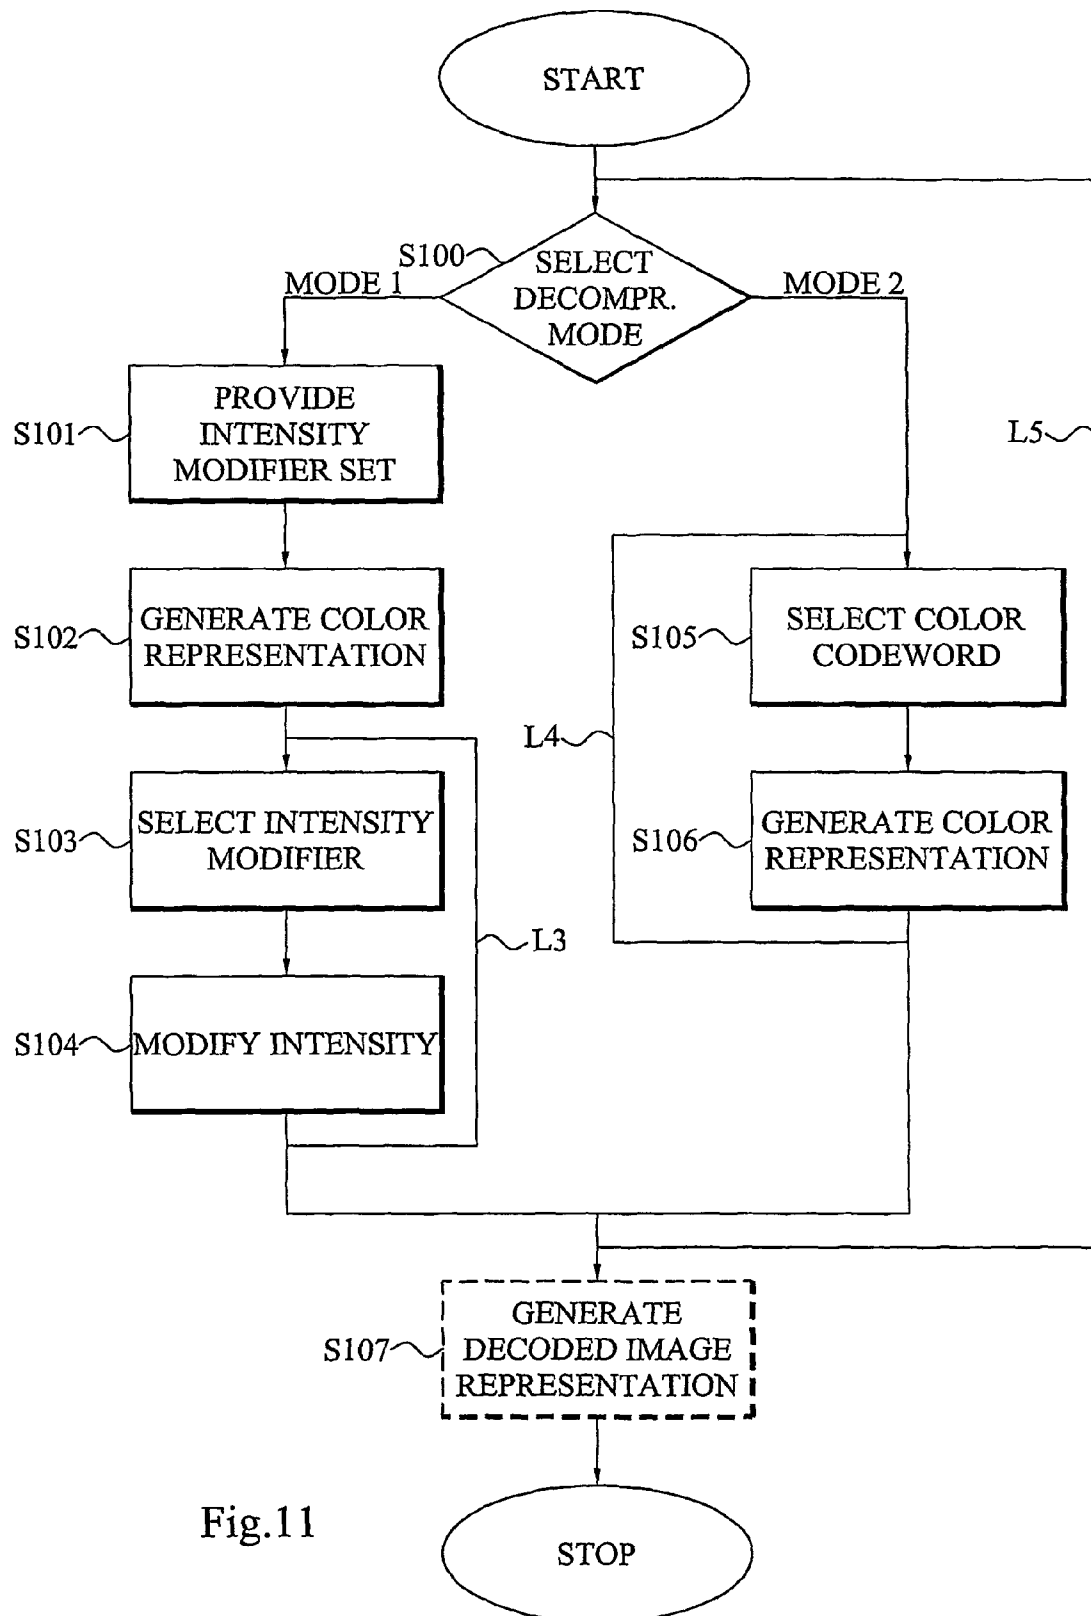 START
S100
SELECT
DECOMPR.
MODE
MODE 1
MODE 2
S101
PROVIDE
INTENSITY
MODIFIER SET
L5
S102
GENERATE COLOR
REPRESENTATION
S105
SELECT COLOR
CODEWORD
L4
S103
SELECT INTENSITY
MODIFIER
S106
GENERATE COLOR
REPRESENTATION
L3
S104
MODIFY INTENSITY
S107
GENERATE
DECODED IMAGE
REPRESENTATION
Fig.11
STOP